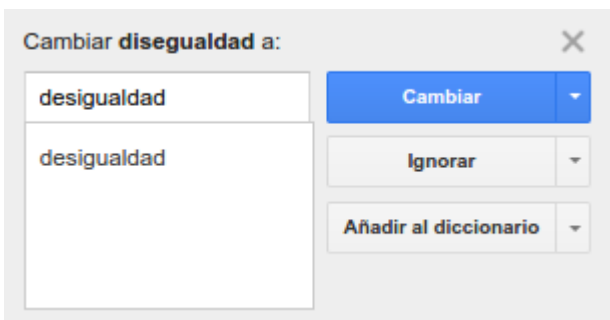 Cambiar disegualdad a:
desigualdad
Cambiar
desigualdad
Ignorar
Añadir al diccionario